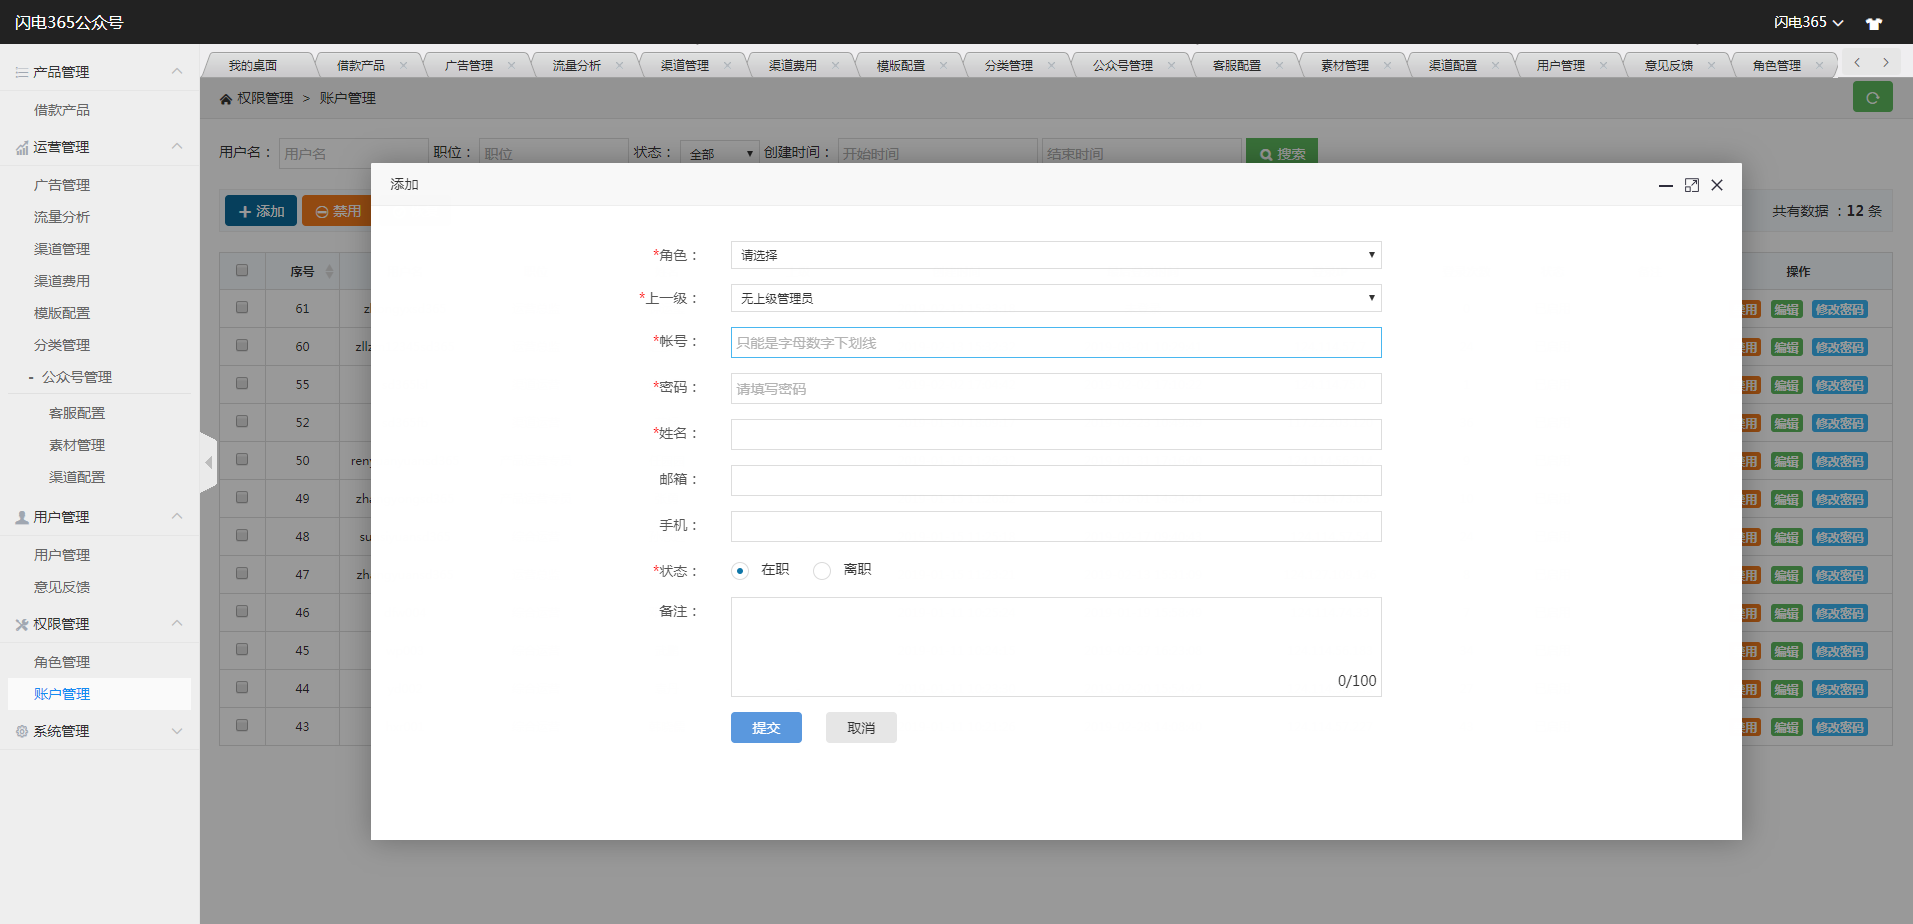 闪电365公众号
闪电365
产品管理
借款产品
运营管理
广告管理
流量分析
渠道管理
渠道费用
模版配置
分类管理
- 公众号管理
客服配置
素材管理
渠道配置
用户管理
用户管理
意见反馈
权限管理
角色管理
账户管理
系统管理
我的桌面 借款产品 广告管理 流量分析 渠道管理 渠道费用 模版配置 分类管理 公众号管理 客服配置 素材管理 渠道配置 用户管理 意见反馈 角色管理
权限管理 > 账户管理
用户名： 用户名 职位： 职位 状态： 全部 创建时间： 开始时间 结束时间 搜索
添加 禁用 共有数据 ：12 条
序号 操作
61 编辑 修改密码
60 编辑 修改密码
55 编辑 修改密码
52 编辑 修改密码
50 编辑 修改密码
49 编辑 修改密码
48 编辑 修改密码
47 编辑 修改密码
46 编辑 修改密码
45 编辑 修改密码
44 编辑 修改密码
43 编辑 修改密码
添加
*角色： 请选择
*上一级： 无上级管理员
*帐号： 只能是字母数字下划线
*密码： 请填写密码
*姓名：
邮箱：
手机：
*状态： 在职 离职
备注：
0/100
提交 取消